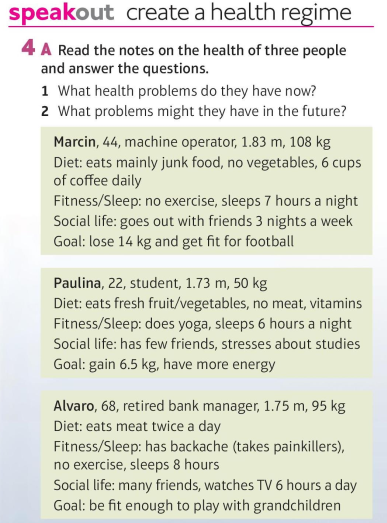 speakout create a health regime
4 A Read the notes on the health of three people
and answer the questions.
1 What health problems do they have now?
2 What problems might they have in the future?
Marcin, 44, machine operator, 1.83 m, 108 kg
Diet: eats mainly junk food, no vegetables, 6 cups
of coffee daily
Fitness/Sleep: no exercise, sleeps 7 hours a night
Social life: goes out with friends 3 nights a week
Goal: lose 14 kg and get fit for football
Paulina, 22, student, 1.73 m, 50 kg
Diet: eats fresh fruit/vegetables, no meat, vitamins
Fitness/Sleep: does yoga, sleeps 6 hours a night
Social life: has few friends, stresses about studies
Goal: gain 6.5 kg, have more energy
Alvaro, 68, retired bank manager, 1.75 m, 95 kg
Diet: eats meat twice a day
Fitness/Sleep: has backache (takes painkillers),
no exercise, sleeps 8 hours
Social life: many friends, watches TV 6 hours a day
Goal: be fit enough to play with grandchildren